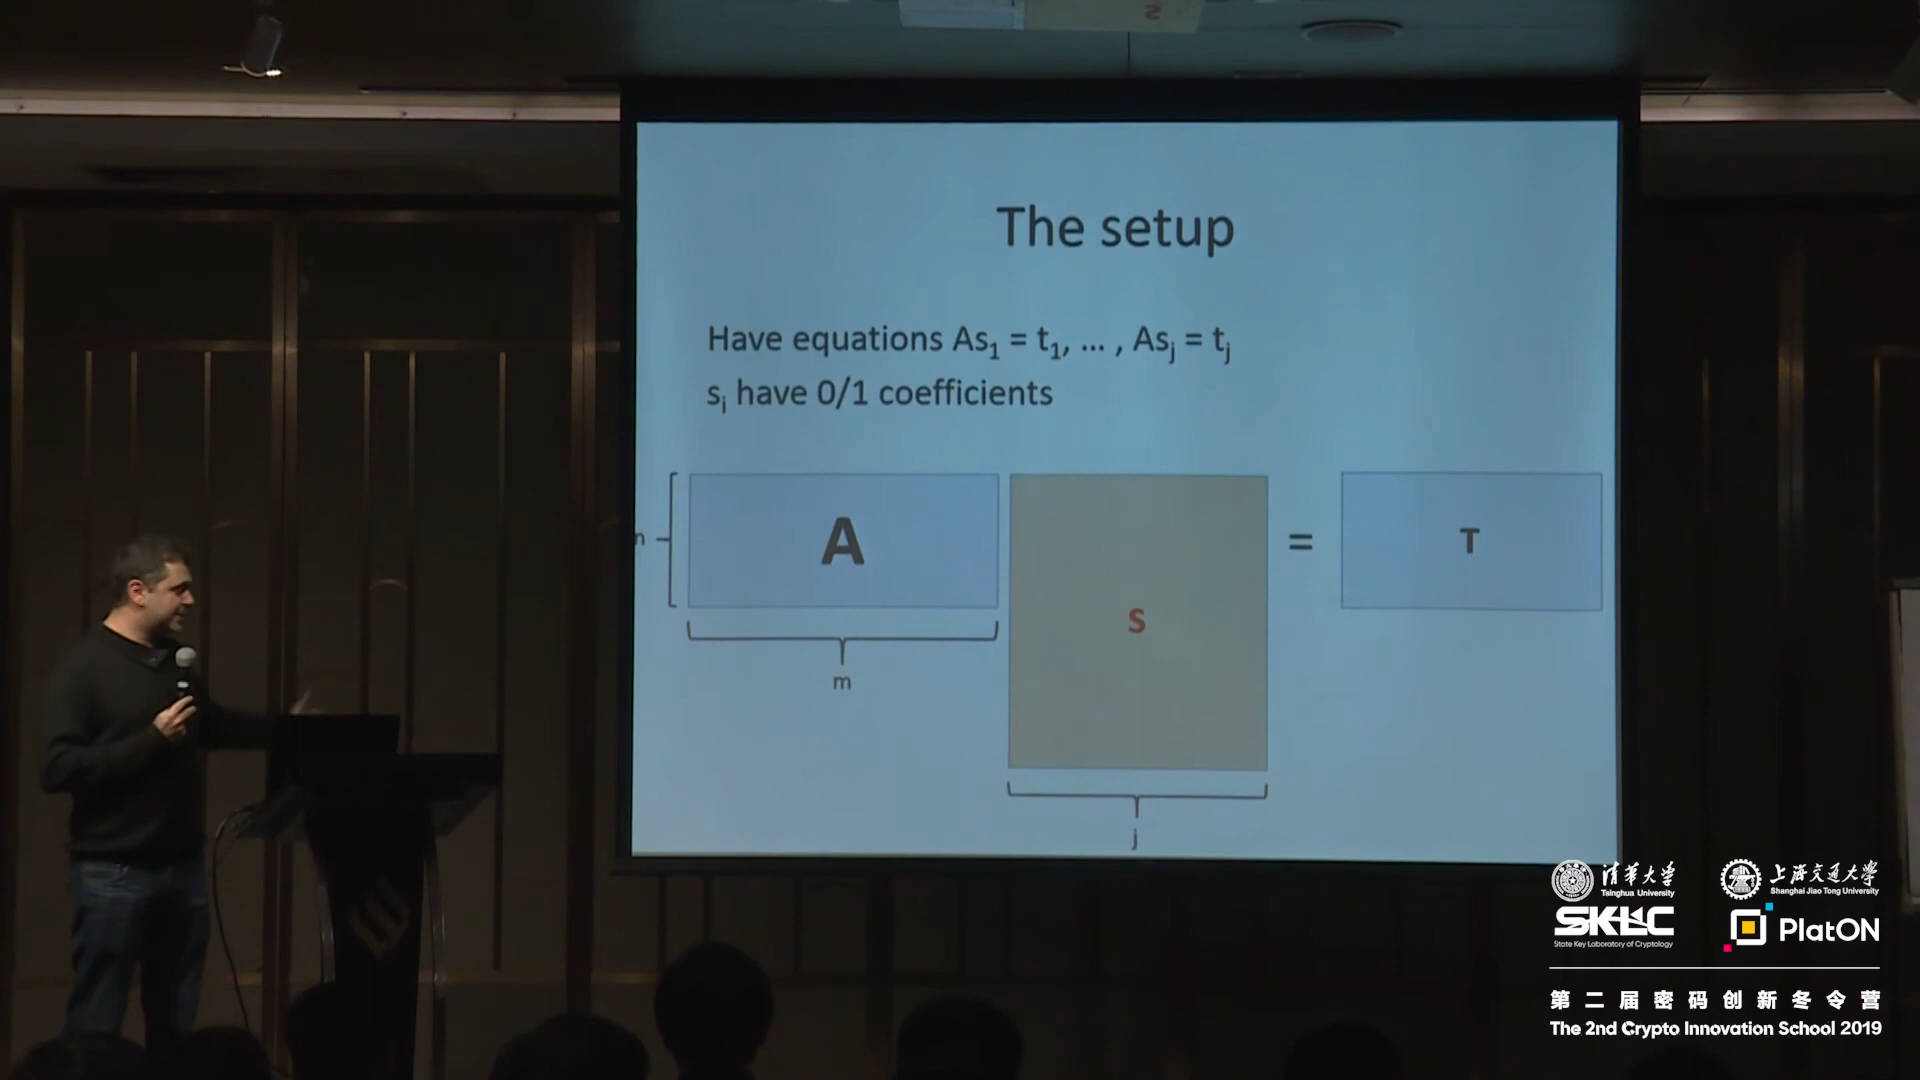 The setup
Have equations As₁ = t₁, ... , Asⱼ = tⱼ
sᵢ have 0/1 coefficients
n
A
m
S
j
=
T
清华大学
Tsinghua University
上海交通大学
Shanghai Jiao Tong University
SKLC
State Key Laboratory of Cryptology
PlatON
第二届密码创新冬令营
The 2nd Crypto Innovation School 2019